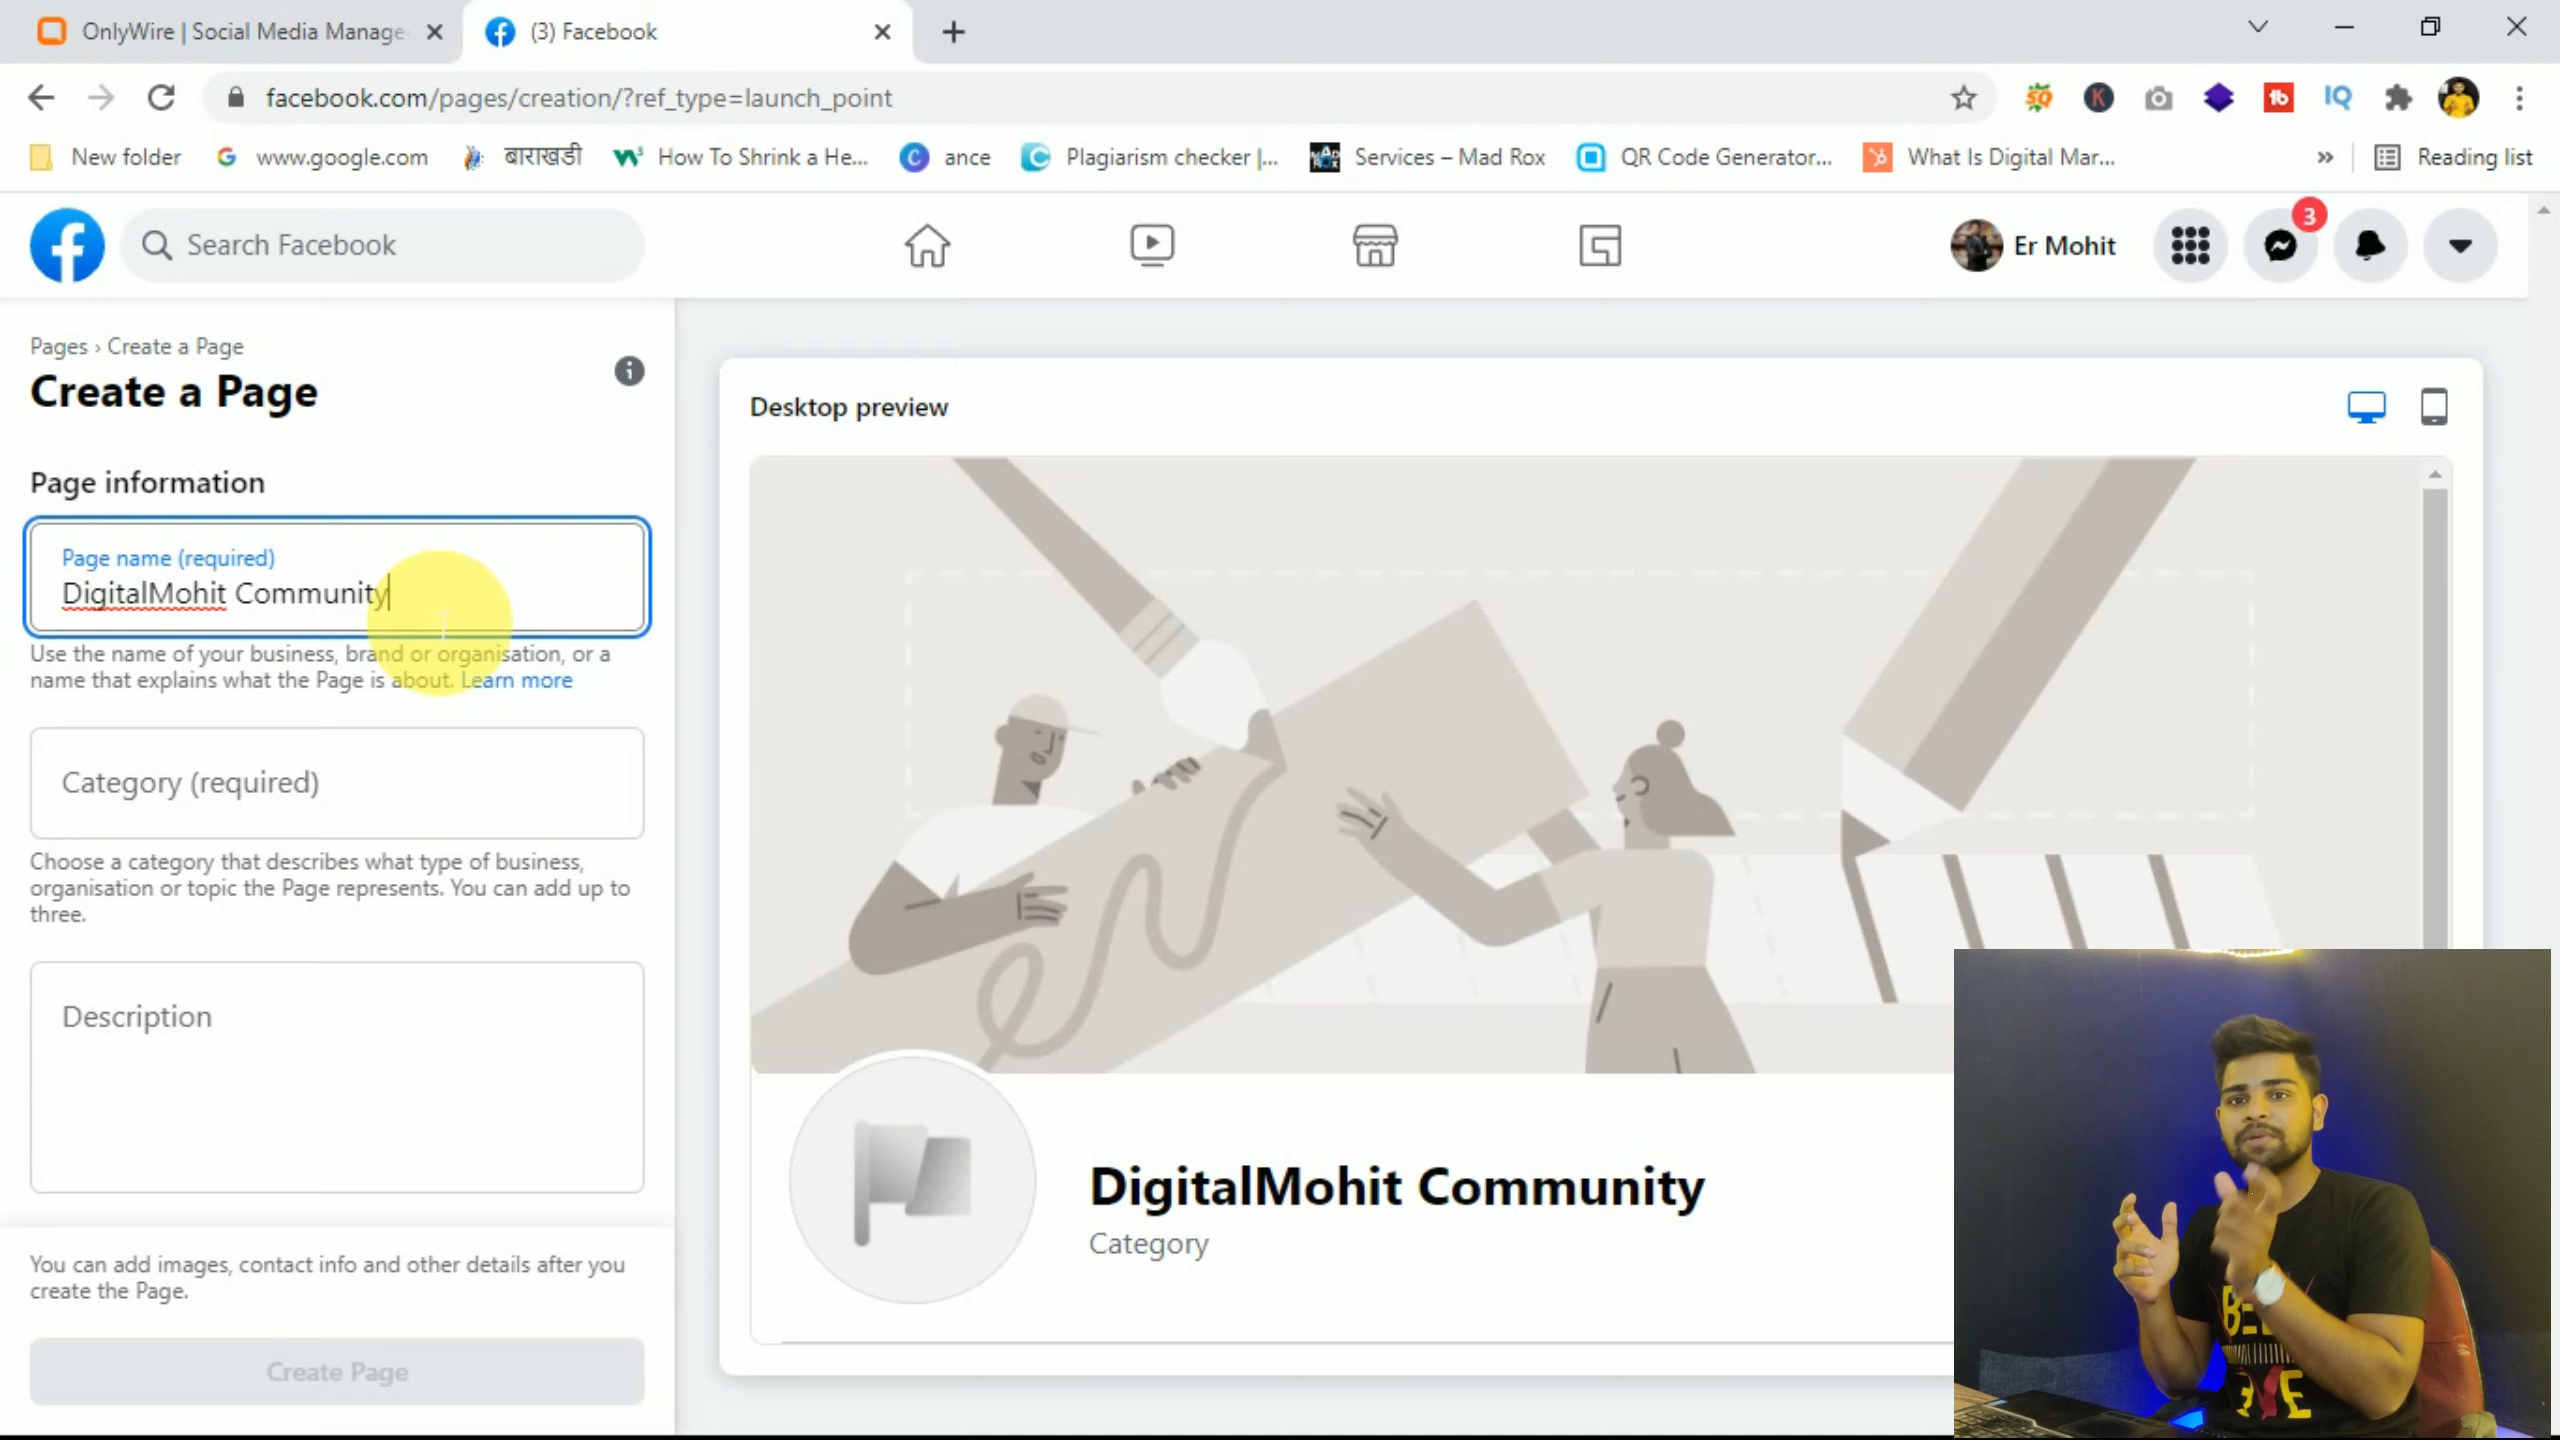 OnlyWire | Social Media Manage
(3) Facebook
facebook.com/pages/creation/?ref_type=launch_point
New folder
www.google.com
बाराखडी
How To Shrink a He...
ance
Plagiarism checker |...
Services – Mad Rox
QR Code Generator...
What Is Digital Mar...
»
Reading list
Search Facebook
Er Mohit
3
Pages › Create a Page
Create a Page
Page information
Page name (required)
DigitalMohit Community
Use the name of your business, brand or organisation, or a
name that explains what the Page is about. Learn more
Category (required)
Choose a category that describes what type of business,
organisation or topic the Page represents. You can add up to
three.
Description
You can add images, contact info and other details after you
create the Page.
Create Page
Desktop preview
DigitalMohit Community
Category